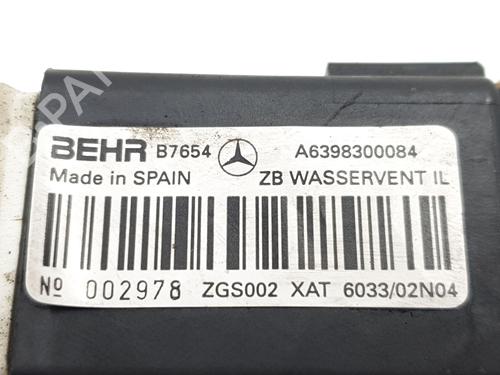 BEHR B7654 A6398300084
Made in SPAIN ZB WASSERVENT IL
Nº 002978 ZGS002 XAT 6033/02N04